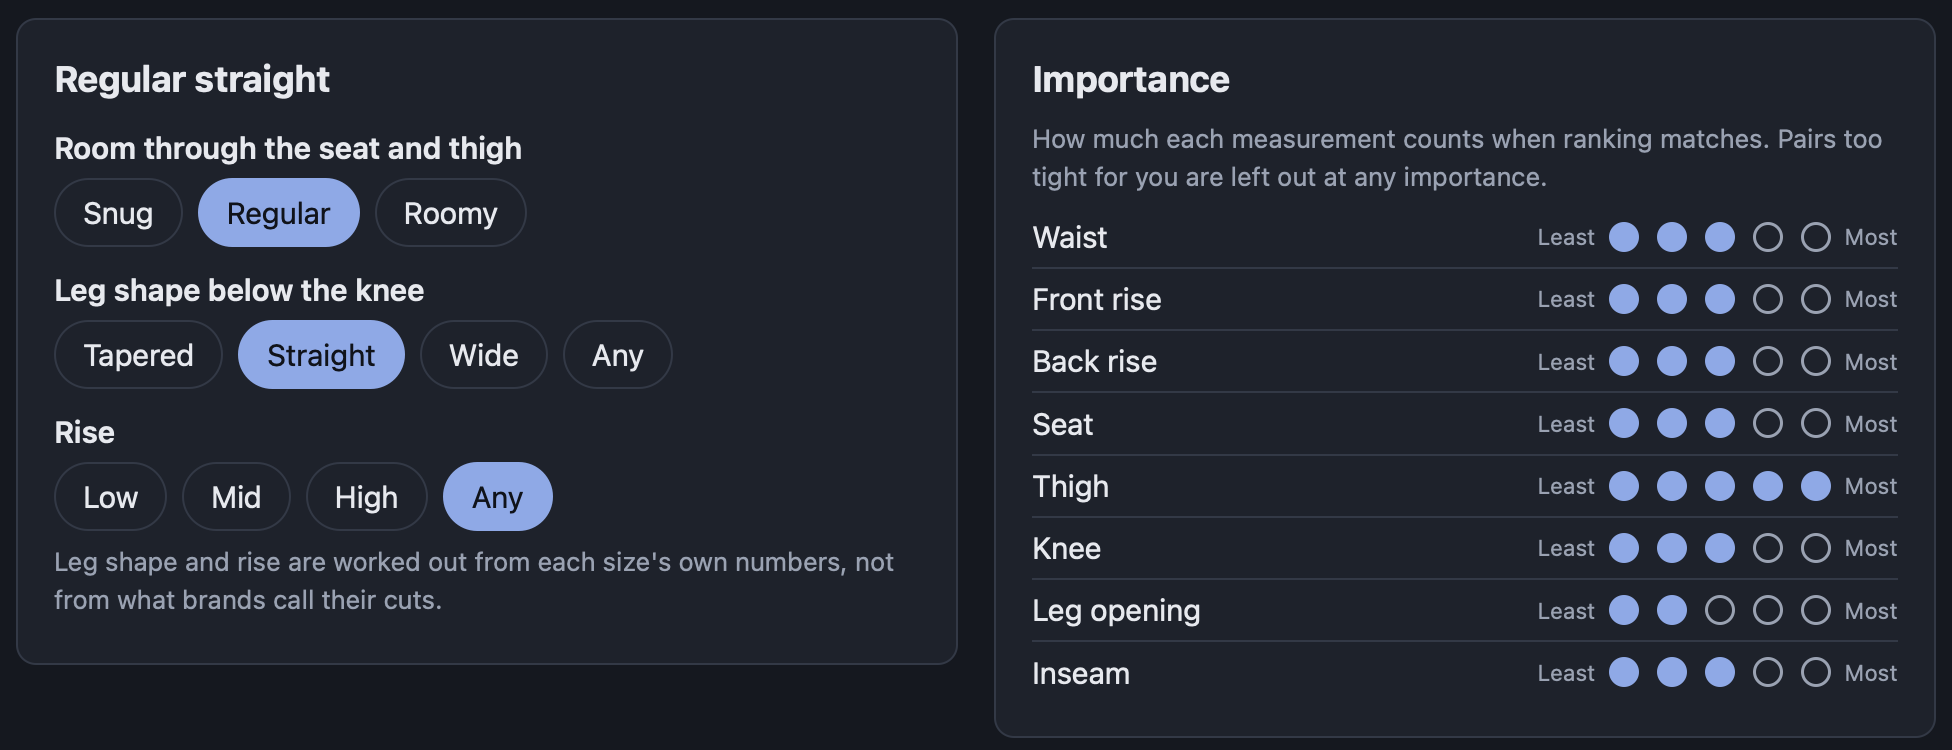 Regular straight
Room through the seat and thigh
Snug
Regular
Roomy
Leg shape below the knee
Tapered
Straight
Wide
Any
Rise
Low
Mid
High
Any
Leg shape and rise are worked out from each size's own numbers, not
from what brands call their cuts.
Importance
How much each measurement counts when ranking matches. Pairs too
tight for you are left out at any importance.
Waist Least Most
Front rise Least Most
Back rise Least Most
Seat Least Most
Thigh Least Most
Knee Least Most
Leg opening Least Most
Inseam Least Most